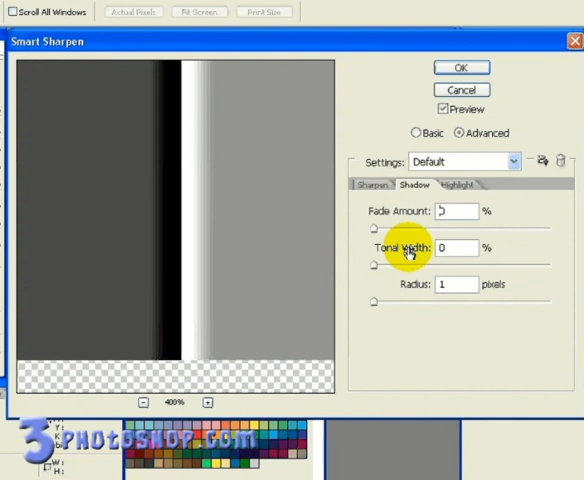 Scroll All Windows
Actual Pixels
Fit Screen
Print Size
Smart Sharpen
OK
Cancel
Preview
Basic
Advanced
Settings: Default
Sharpen
Shadow
Highlight
Fade Amount: %
Tonal Width: 0 %
Radius: 1 pixels
400%
3PHOTOSHOP.COM
W:
H: